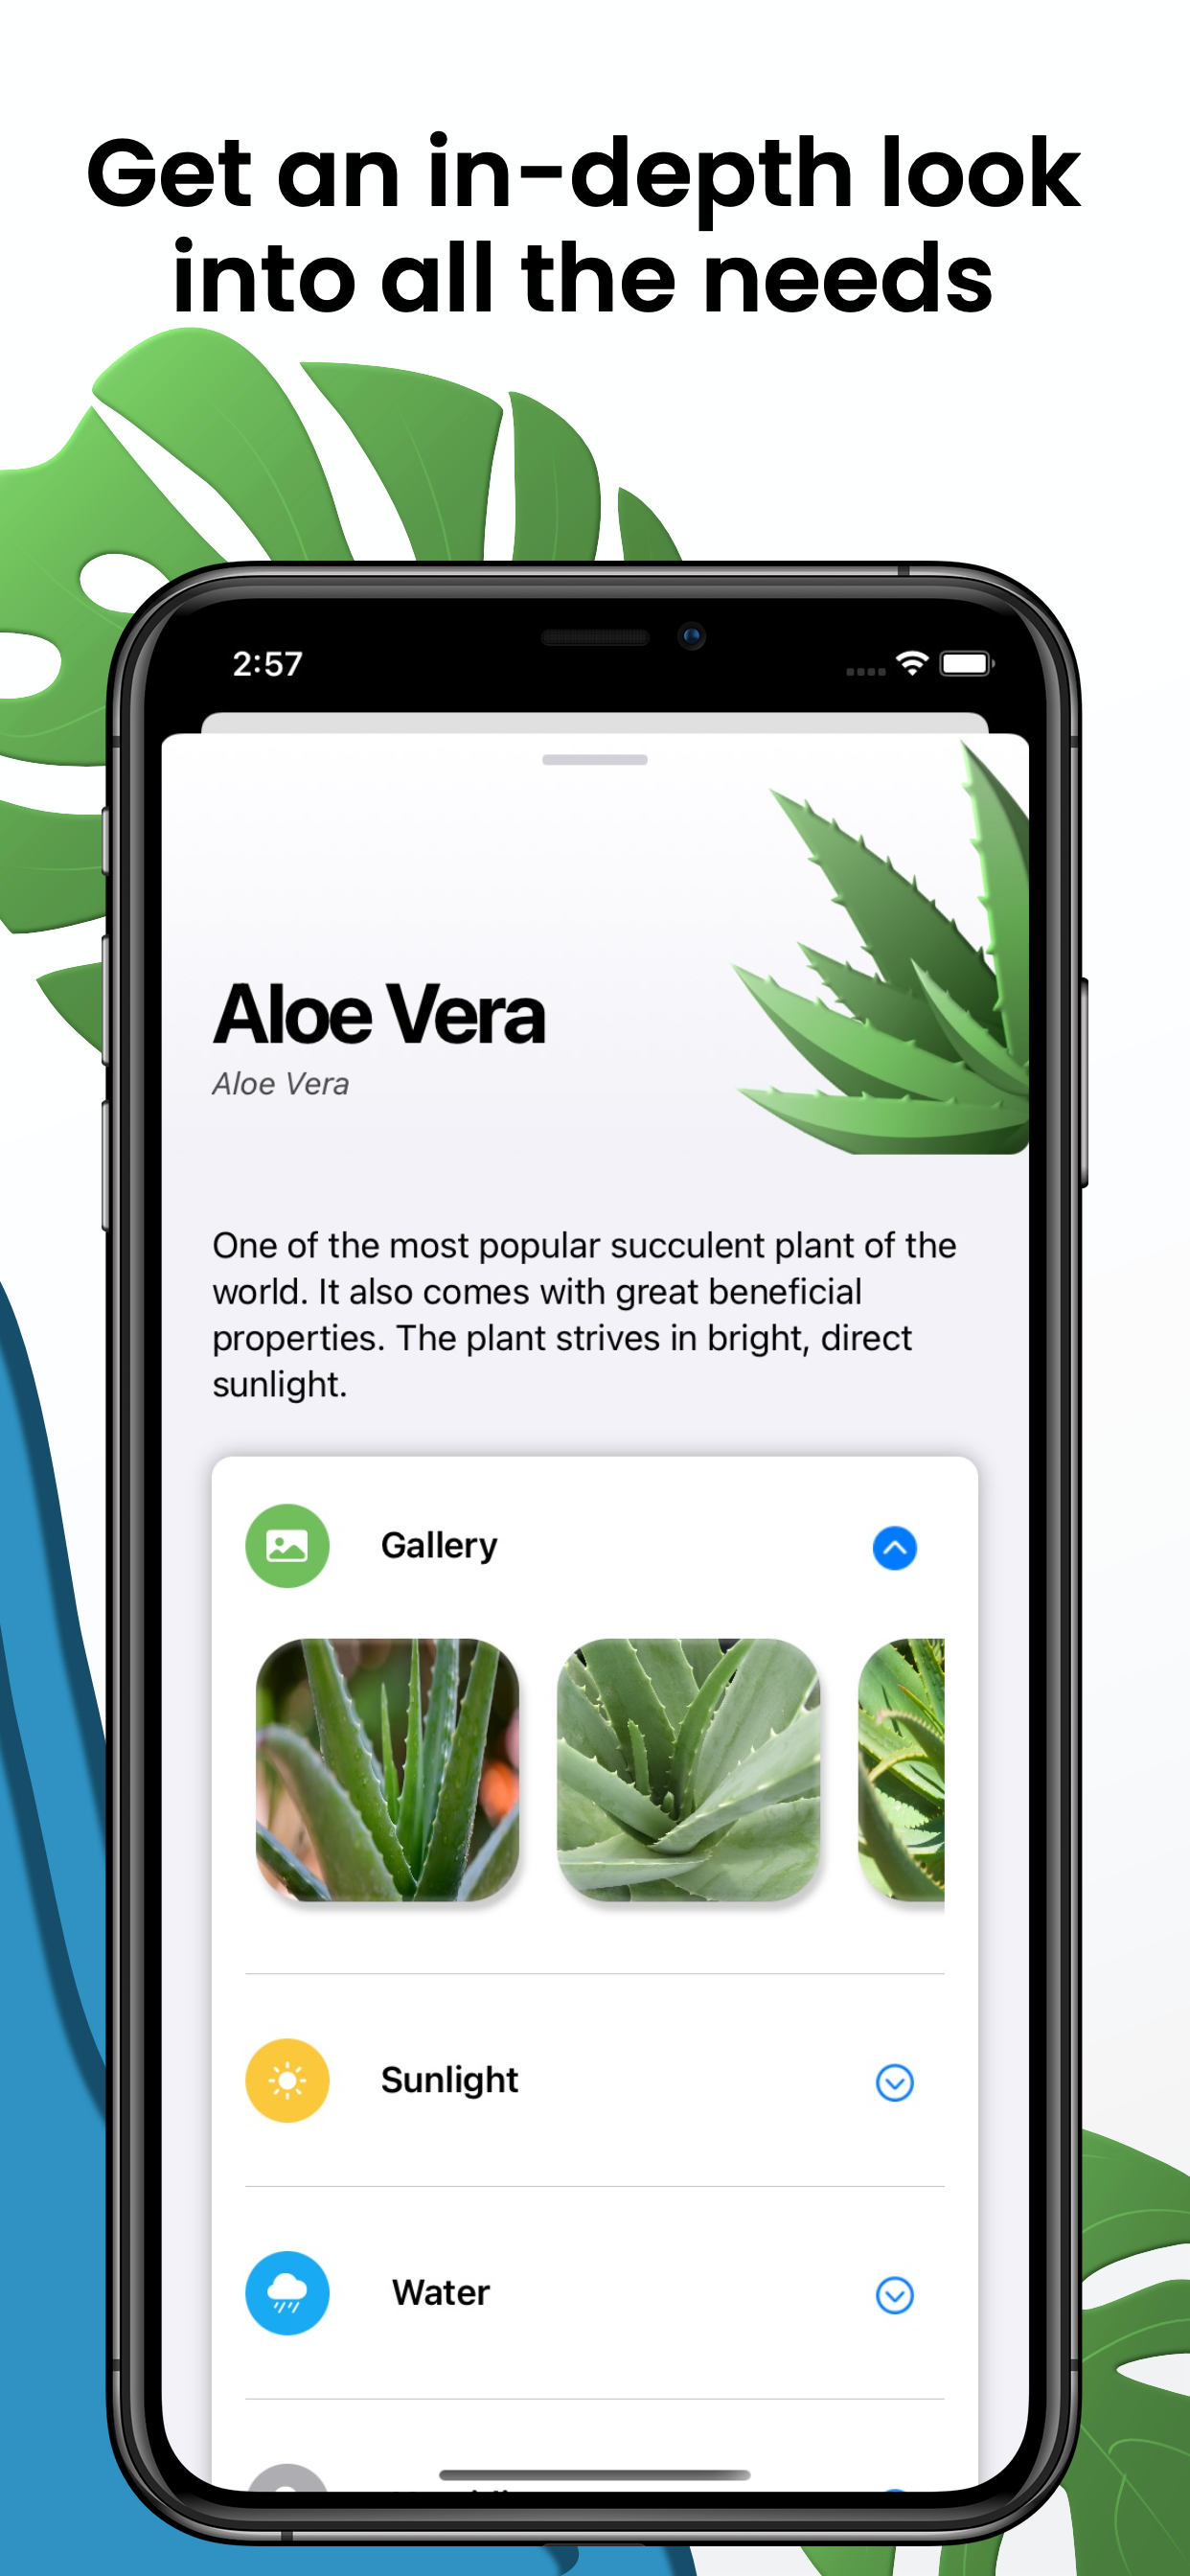 Get an in-depth look
into all the needs
2:57
Aloe Vera
Aloe Vera
One of the most popular succulent plant of the
world. It also comes with great beneficial
properties. The plant strives in bright, direct
sunlight.
Gallery
Sunlight
Water